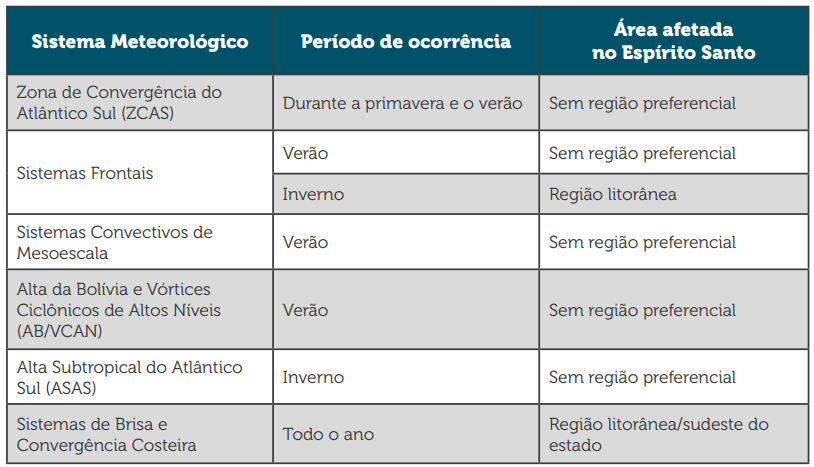 Sistema Meteorológico
Período de ocorrência
Área afetada
no Espírito Santo
Zona de Convergência do
Atlântico Sul (ZCAS)
Durante a primavera e o verão
Sem região preferencial
Sistemas Frontais
Verão
Sem região preferencial
Inverno
Região litorânea
Sistemas Convectivos de
Mesoescala
Verão
Sem região preferencial
Alta da Bolívia e Vórtices
Ciclônicos de Altos Níveis
(AB/VCAN)
Verão
Sem região preferencial
Alta Subtropical do Atlântico
Sul (ASAS)
Inverno
Sem região preferencial
Sistemas de Brisa e
Convergência Costeira
Todo o ano
Região litorânea/sudeste do
estado